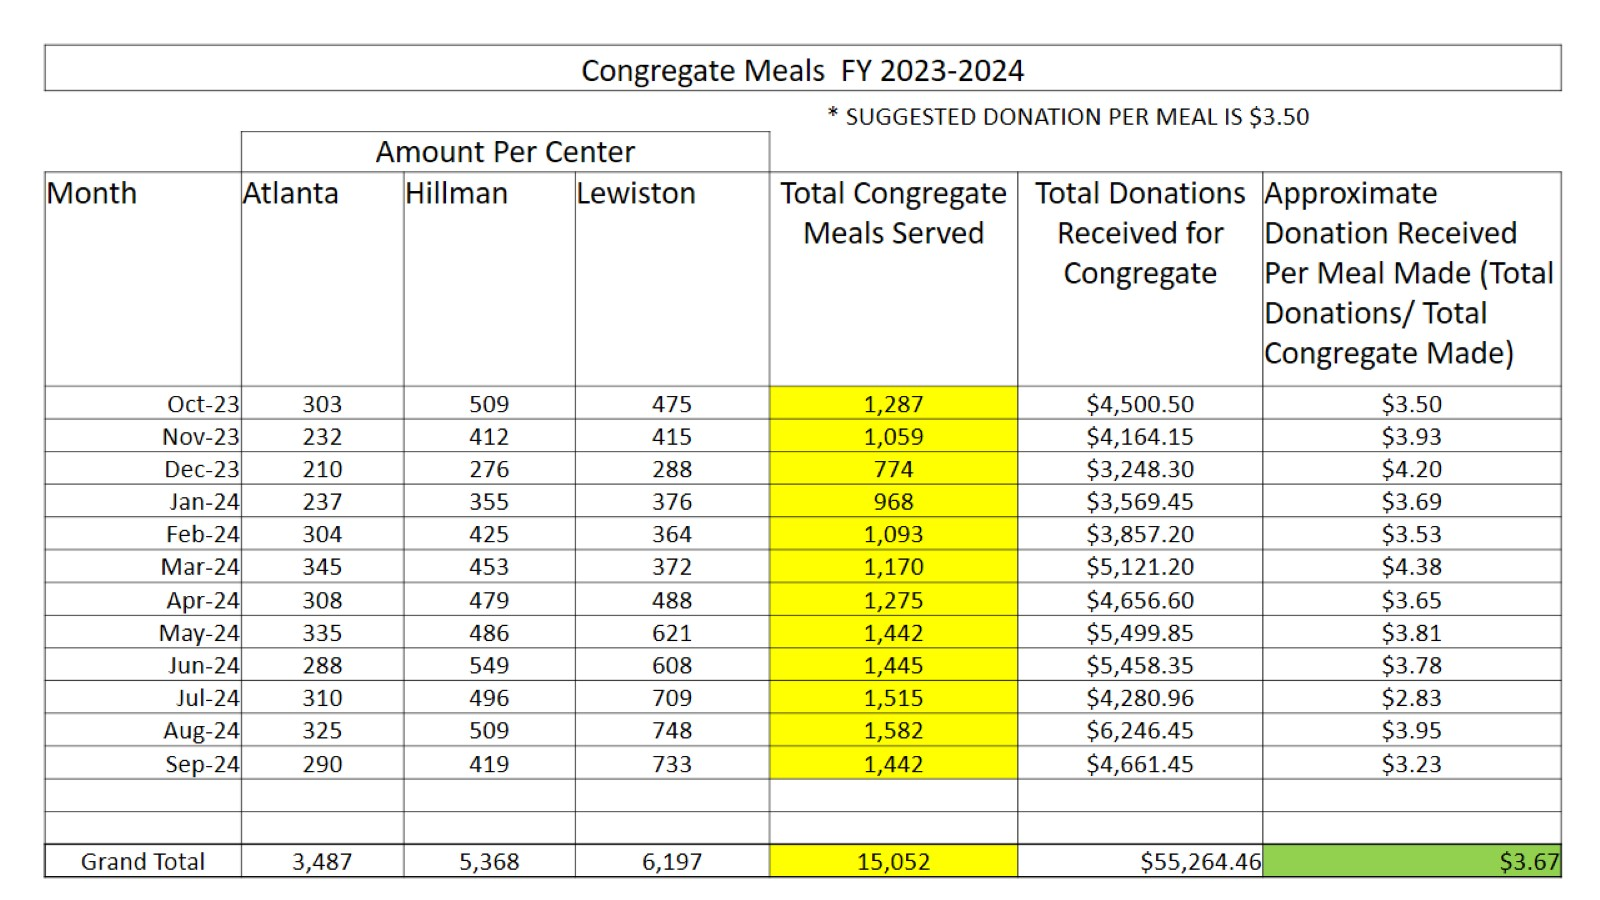 Congregate Meals  FY 2023-2024
* SUGGESTED DONATION PER MEAL IS $3.50
Amount Per Center
Month Atlanta Hillman Lewiston Total Congregate Total Donations Approximate
Meals Served Received for Donation Received
Congregate Per Meal Made (Total
Donations/ Total
Congregate Made)
Oct-23 303 509 475 1,287 $4,500.50 $3.50
Nov-23 232 412 415 1,059 $4,164.15 $3.93
Dec-23 210 276 288 774 $3,248.30 $4.20
Jan-24 237 355 376 968 $3,569.45 $3.69
Feb-24 304 425 364 1,093 $3,857.20 $3.53
Mar-24 345 453 372 1,170 $5,121.20 $4.38
Apr-24 308 479 488 1,275 $4,656.60 $3.65
May-24 335 486 621 1,442 $5,499.85 $3.81
Jun-24 288 549 608 1,445 $5,458.35 $3.78
Jul-24 310 496 709 1,515 $4,280.96 $2.83
Aug-24 325 509 748 1,582 $6,246.45 $3.95
Sep-24 290 419 733 1,442 $4,661.45 $3.23
Grand Total 3,487 5,368 6,197 15,052 $55,264.46 $3.67